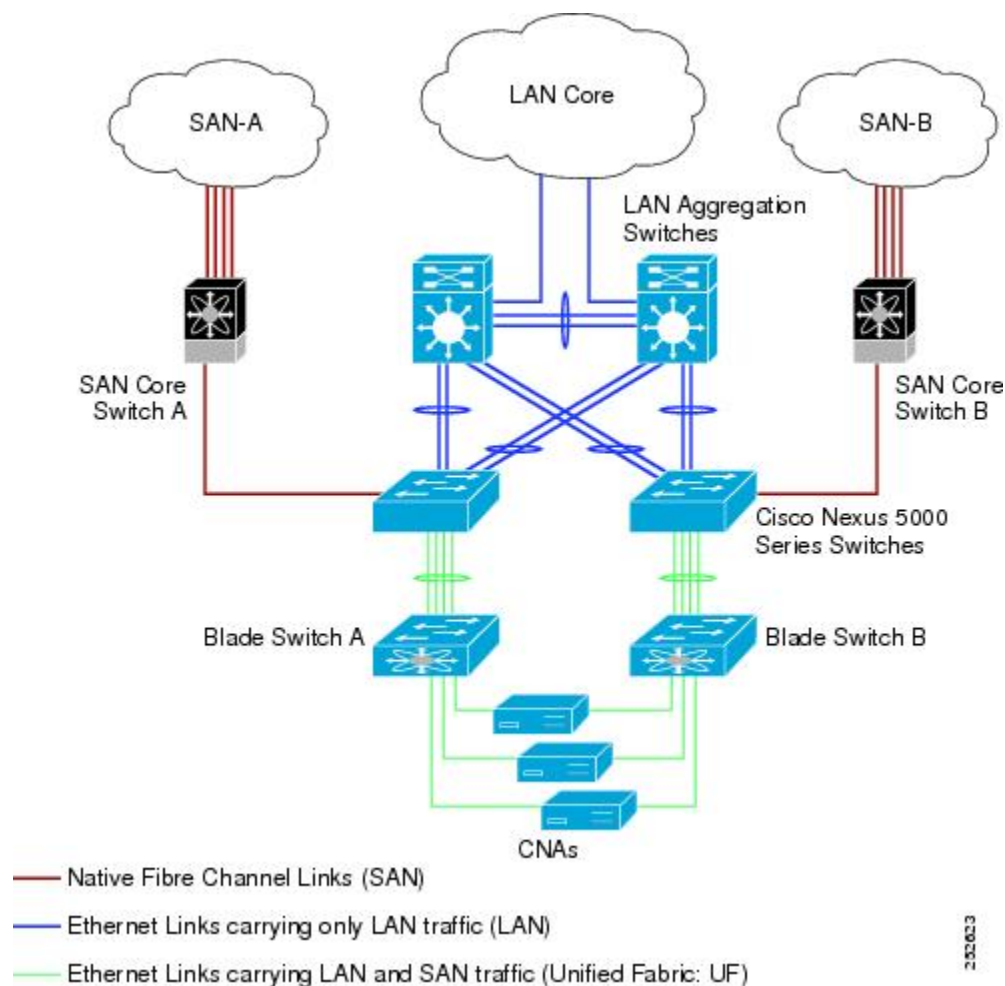 LAN Core
SAN-A
SAN-B
LAN Aggregation
Switches
SAN Core
Switch A
SAN Core
Switch B
Cisco Nexus 5000
Series Switches
Blade Switch A
Blade Switch B
CNAs
Native Fibre Channel Links (SAN)
Ethernet Links carrying only LAN traffic (LAN)
Ethernet Links carrying LAN and SAN traffic (Unified Fabric: UF)
252623